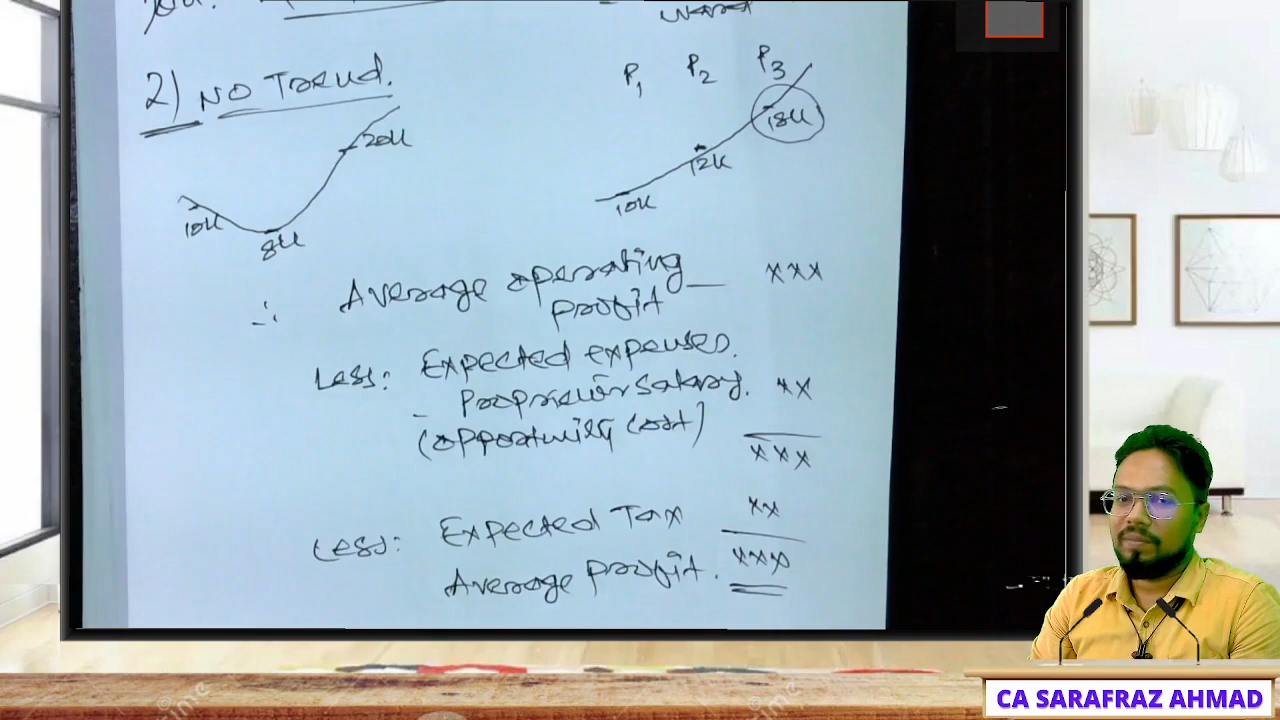 P1 P2 P3
2) NO Trend.
18K
20K
12K
10K
10K
8K
∴ Average operating profit — xxx
Less: Expected expenses.
- Proprietor Salary. xx
(opportunity cost)
xxx
Less: Expected Tax xx
Average profit. xxx
CA SARAFRAZ AHMAD